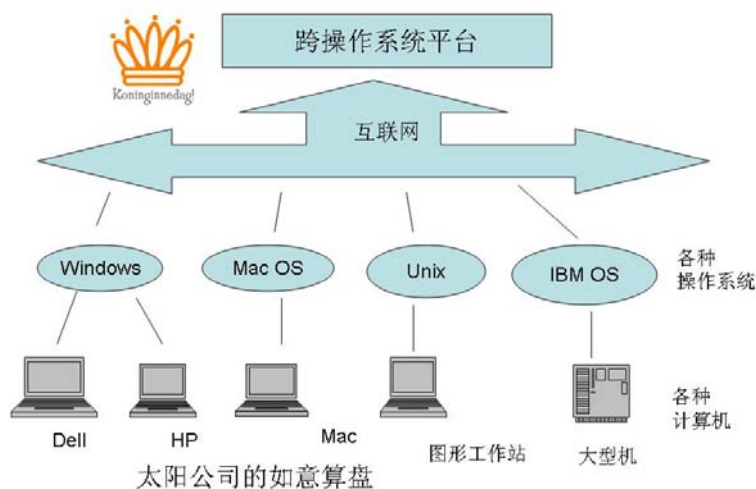 跨操作系统平台
Koninginnedag!
互联网
Windows
Mac OS
Unix
IBM OS
各种
操作系统
Dell
HP
Mac
图形工作站
大型机
各种
计算机
太阳公司的如意算盘